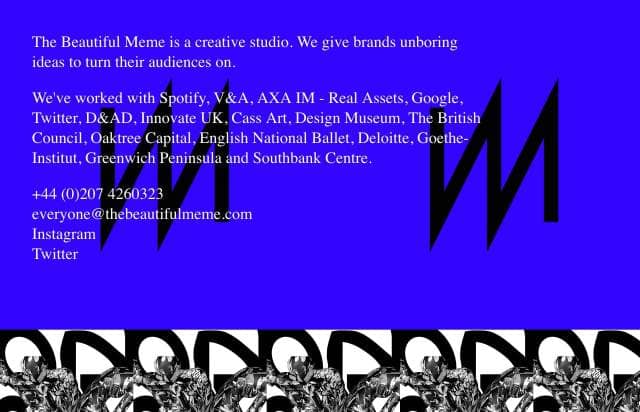 The Beautiful Meme is a creative studio. We give brands unboring
ideas to turn their audiences on.
We've worked with Spotify, V&A, AXA IM - Real Assets, Google,
Twitter, D&AD, Innovate UK, Cass Art, Design Museum, The British
Council, Oaktree Capital, English National Ballet, Deloitte, Goethe-
Institut, Greenwich Peninsula and Southbank Centre.
+44 (0)207 4260323
everyone@thebeautifulmeme.com
Instagram
Twitter